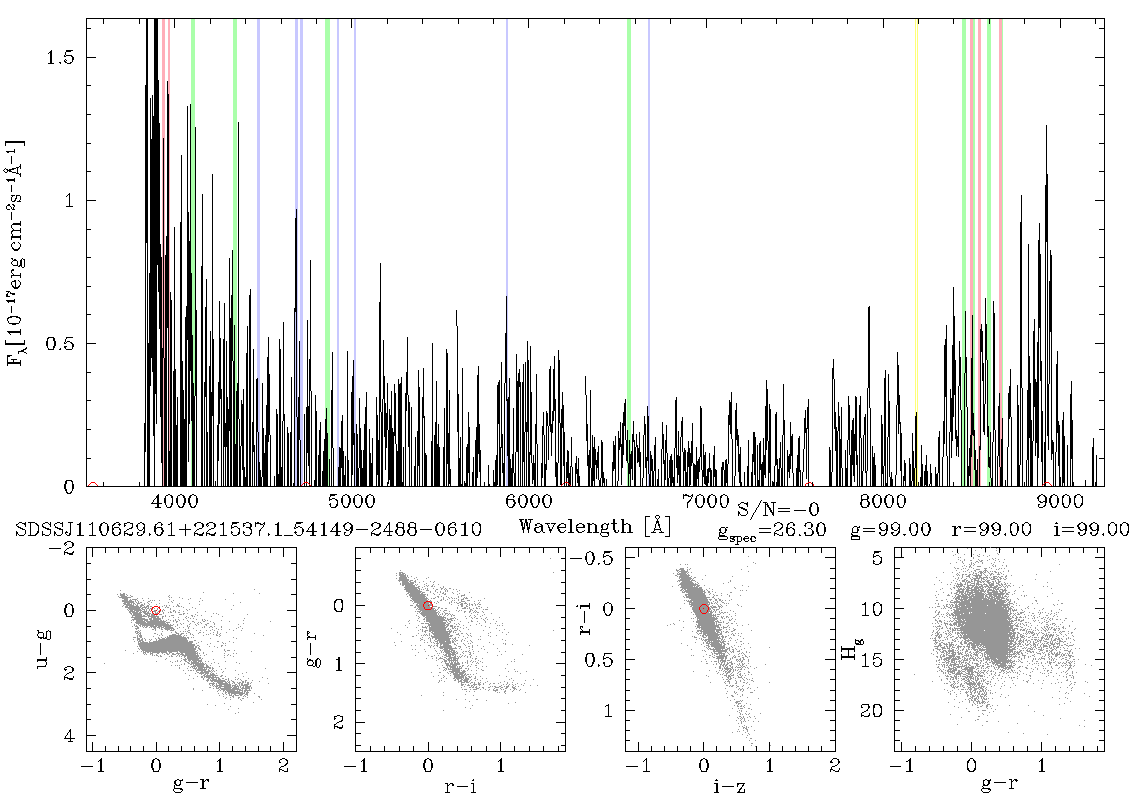 1.5
1
0.5
0
F_λ[10^−17 erg cm^−2 s^−1 Å^−1]
4000 5000 6000 7000 8000 9000
S/N=−0
SDSSJ110629.61+221537.1_54149−2488−0610 Wavelength [Å] g_spec=26.30 g=99.00 r=99.00 i=99.00
−2
0
2
4
u−g
−1 0 1 2
g−r
0
1
2
g−r
−1 0 1
r−i
−0.5
0
0.5
1
r−i
−1 0 1 2
i−z
5
10
15
20
H_g
−1 0 1
g−r